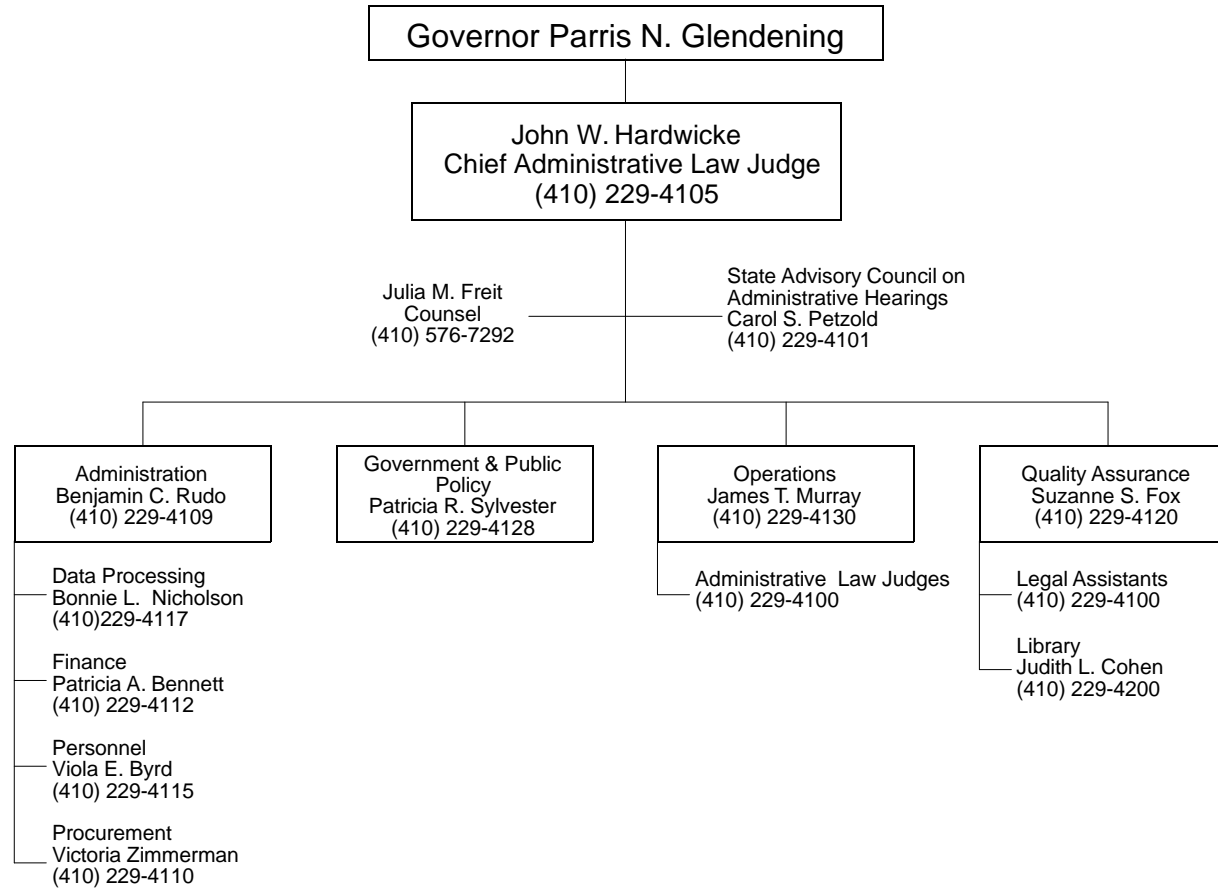 Governor Parris N. Glendening
John W. Hardwicke
Chief Administrative Law Judge
(410) 229-4105
Julia M. Freit
Counsel
(410) 576-7292
State Advisory Council on
Administrative Hearings
Carol S. Petzold
(410) 229-4101
Administration
Benjamin C. Rudo
(410) 229-4109
Data Processing
Bonnie L. Nicholson
(410)229-4117
Finance
Patricia A. Bennett
(410) 229-4112
Personnel
Viola E. Byrd
(410) 229-4115
Procurement
Victoria Zimmerman
(410) 229-4110
Government & Public
Policy
Patricia R. Sylvester
(410) 229-4128
Operations
James T. Murray
(410) 229-4130
Administrative Law Judges
(410) 229-4100
Quality Assurance
Suzanne S. Fox
(410) 229-4120
Legal Assistants
(410) 229-4100
Library
Judith L. Cohen
(410) 229-4200